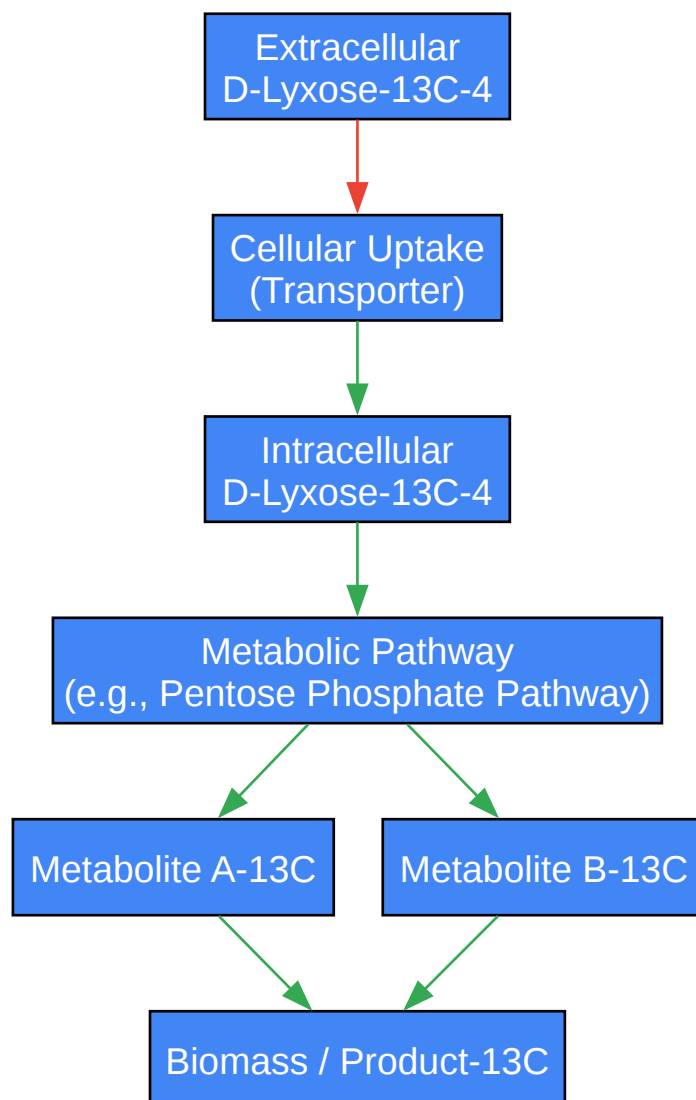 Extracellular
D-Lyxose-13C-4
Cellular Uptake
(Transporter)
Intracellular
D-Lyxose-13C-4
Metabolic Pathway
(e.g., Pentose Phosphate Pathway)
Metabolite A-13C
Metabolite B-13C
Biomass / Product-13C